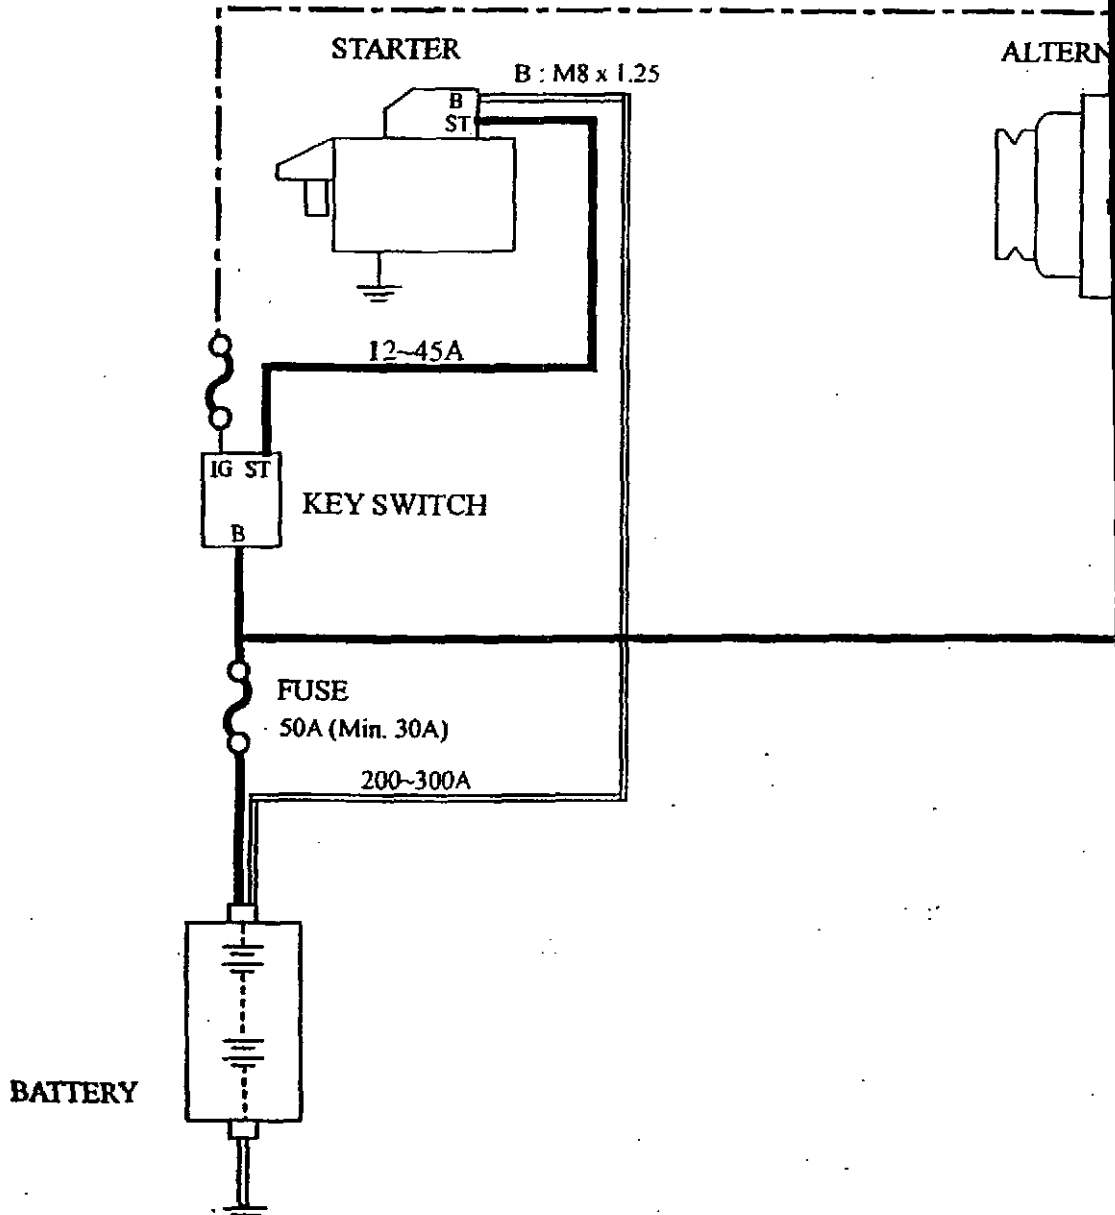 STARTER
ALTERN
B : M8 x 1.25
B
ST
12~45A
IG ST
KEY SWITCH
B
FUSE
50A (Min. 30A)
200~300A
BATTERY